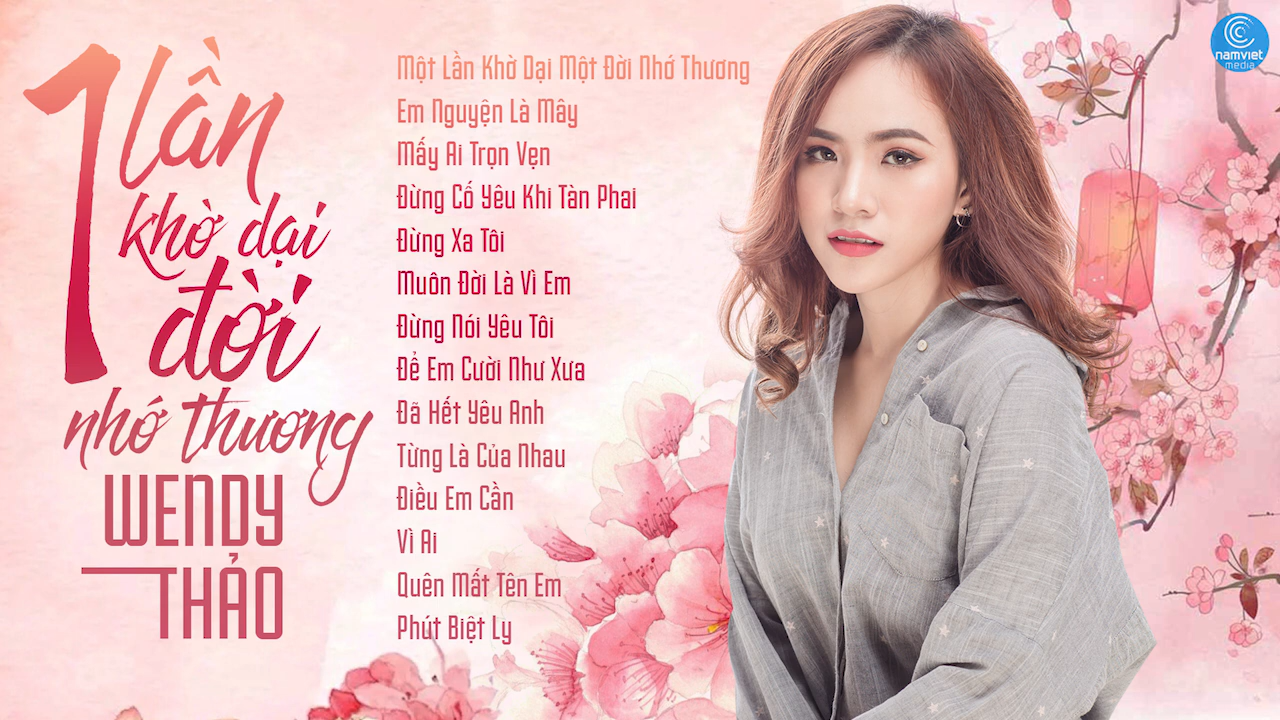 1 lần
khờ dại
đời
nhớ thương
WENDY
THẢO
Một Lần Khờ Dại Một Đời Nhớ Thương
Em Nguyện Là Mây
Mấy Ai Trọn Vẹn
Đừng Cố Yêu Khi Tàn Phai
Đừng Xa Tôi
Muôn Đời Là Vì Em
Đừng Nói Yêu Tôi
Để Em Cười Như Xưa
Đã Hết Yêu Anh
Từng Là Của Nhau
Điều Em Cần
Vì Ai
Quên Mất Tên Em
Phút Biệt Ly
namviet
media